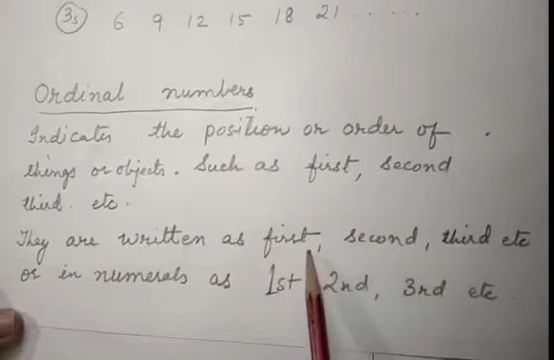 3s 6 9 12 15 18 21 ......
Ordinal numbers
Indicates the position or order of
things or objects. Such as first, second
third. etc.
They are written as first, second, third etc
or in numerals as 1st 2nd, 3rd etc